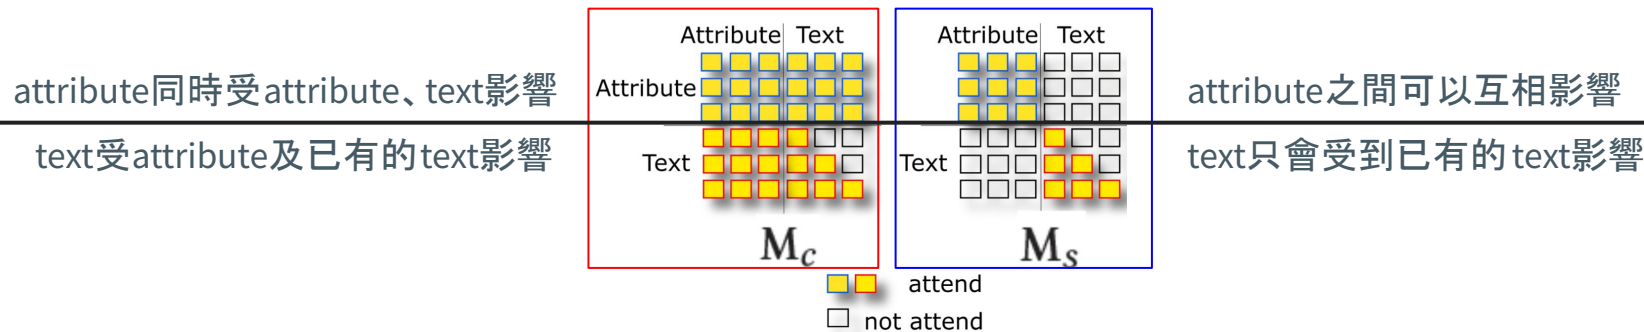 attribute同時受attribute、text影響
text受attribute及已有的text影響
Attribute Text
Attribute
Text
Mc
Attribute Text
Text
Ms
attribute之間可以互相影響
text只會受到已有的text影響
attend
not attend